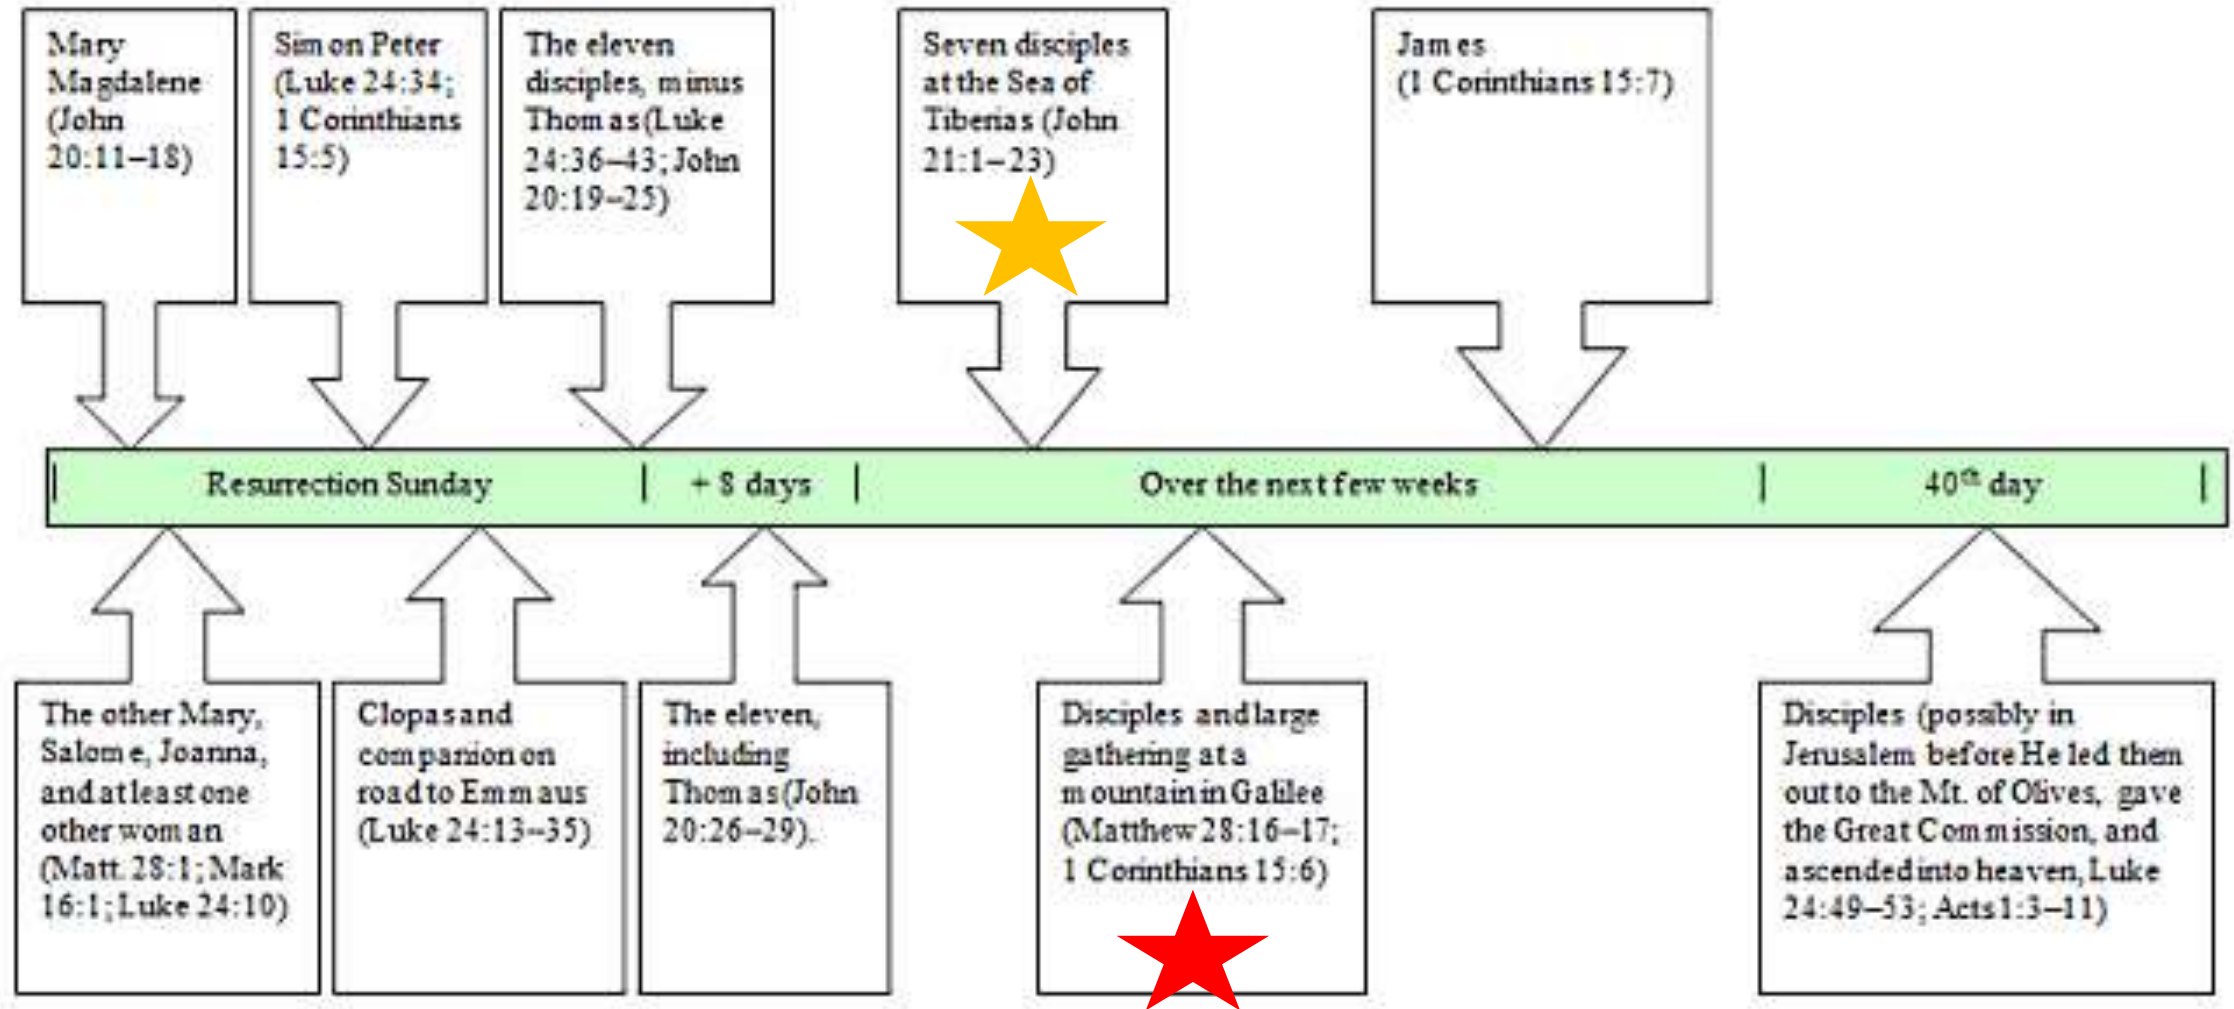 Mary
Magdalene
(John
20:11–18)
Simon Peter
(Luke 24:34;
1 Corinthians
15:5)
The eleven
disciples, minus
Thomas (Luke
24:36–43; John
20:19–25)
Seven disciples
at the Sea of
Tiberias (John
21:1–23)
James
(1 Corinthians 15:7)
| Resurrection Sunday | + 8 days | Over the next few weeks | 40th day |
The other Mary,
Salome, Joanna,
and at least one
other woman
(Matt. 28:1; Mark
16:1; Luke 24:10)
Clopas and
companion on
road to Emmaus
(Luke 24:13–35)
The eleven,
including
Thomas (John
20:26–29).
Disciples and large
gathering at a
mountain in Galilee
(Matthew 28:16–17;
1 Corinthians 15:6)
Disciples (possibly in
Jerusalem before He led them
out to the Mt. of Olives, gave
the Great Commission, and
ascended into heaven, Luke
24:49–53; Acts 1:3–11)